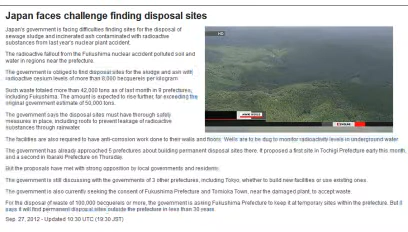 Japan faces challenge finding disposal sites
Japan's government is facing difficulties finding sites for the disposal of
sewage sludge and incinerated ash contaminated with radioactive
substances from last year's nuclear plant accident.
The radioactive fallout from the Fukushima nuclear accident polluted soil and
water in regions near the prefecture.
The government is obliged to find disposal sites for the sludge and ash with
radioactive cesium levels of more than 8,000 becquerels per kilogram.
Such waste totaled more than 42,000 tons as of last month in 9 prefectures,
including Fukushima. The amount is expected to rise further, far exceeding the
original government estimate of 50,000 tons.
The government says the disposal sites must have thorough safety
measures in place, including roofs to prevent leakage of radioactive
substances through rainwater.
The facilities are also required to have anti-corrosion work done to their walls and floors. Wells are to be dug to monitor radioactivity levels in underground water
The government has already approached 5 prefectures about building permanent disposal sites there. It proposed a first site in Tochigi Prefecture early this month,
and a second in Ibaraki Prefecture on Thursday.
But the proposals have met with strong opposition by local governments and residents.
The government is still discussing with the governments of 3 other prefectures, including Tokyo, whether to build new facilities or use existing ones.
The government is also currently seeking the consent of Fukushima Prefecture and Tomioka Town, near the damaged plant, to accept waste.
For the disposal of waste of 100,000 becquerels or more, the government is asking Fukushima Prefecture to keep it at temporary sites within the prefecture. But it
says it will find permanent disposal sites outside the prefecture in less than 30 years.
Sep. 27, 2012 - Updated 10:30 UTC (19:30 JST)